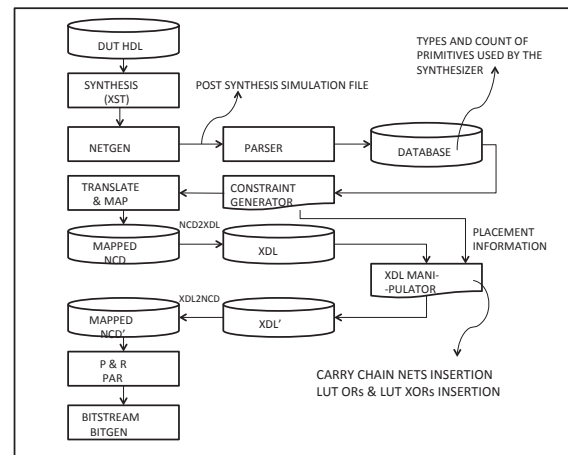 DUT HDL
TYPES AND COUNT OF
PRIMITIVES USED BY THE
SYNTHESIZER
SYNTHESIS
(XST)
POST SYNTHESIS SIMULATION FILE
NETGEN
PARSER
DATABASE
TRANSLATE
& MAP
CONSTRAINT
GENERATOR
PLACEMENT
INFORMATION
MAPPED
NCD
NCD2XDL
XDL
XDL MANI-
-PULATOR
MAPPED
NCD'
XDL2NCD
XDL'
P & R
PAR
CARRY CHAIN NETS INSERTION
LUT ORs & LUT XORs INSERTION
BITSTREAM
BITGEN